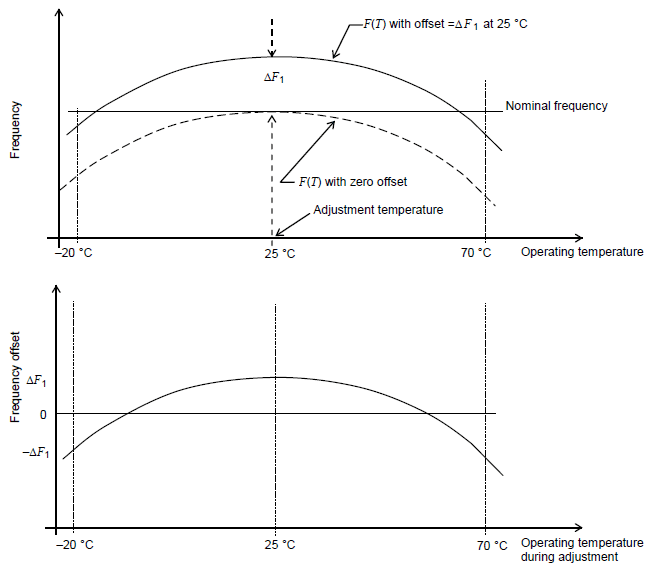 F(T) with offset =ΔF1 at 25 °C
ΔF1
Nominal frequency
Frequency
F(T) with zero offset
Adjustment temperature
–20 °C
25 °C
70 °C
Operating temperature
Frequency offset
ΔF1
0
–ΔF1
–20 °C
25 °C
70 °C
Operating temperature
during adjustment